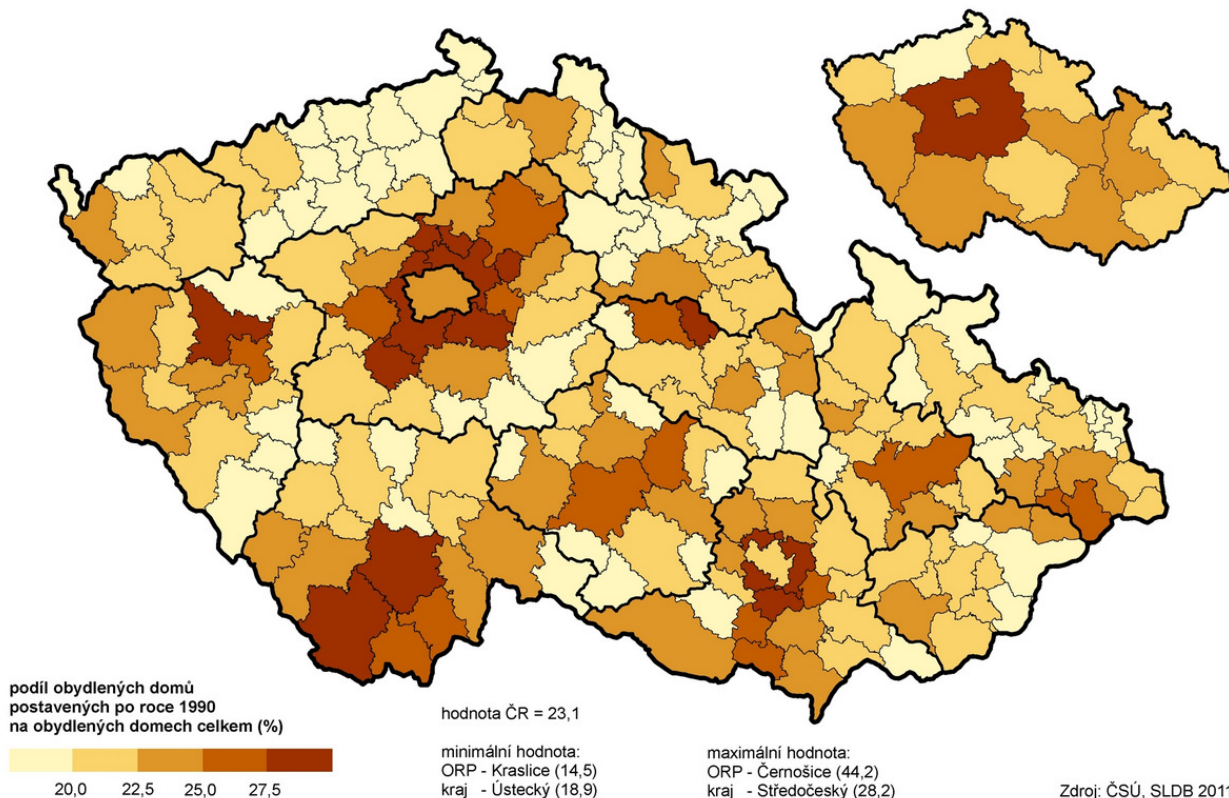 podíl obydlených domů
postavených po roce 1990
na obydlených domech celkem (%)
20,0 22,5 25,0 27,5
hodnota ČR = 23,1
minimální hodnota:
ORP - Kraslice (14,5)
kraj - Ústecký (18,9)
maximální hodnota:
ORP - Černošice (44,2)
kraj - Středočeský (28,2)
Zdroj: ČSÚ, SLDB 2011